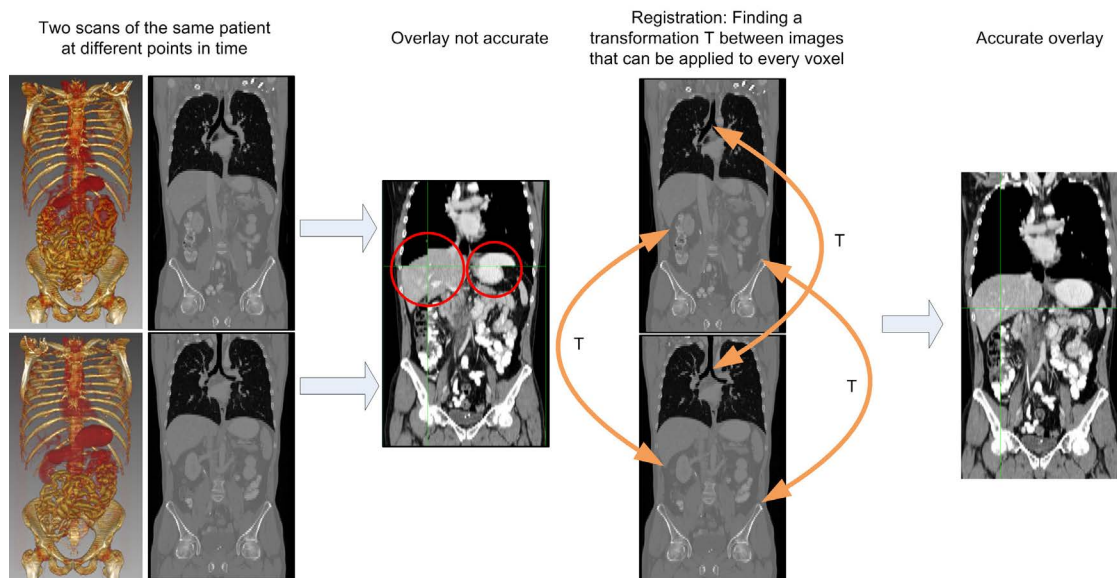 Two scans of the same patient
at different points in time
Overlay not accurate
Registration: Finding a
transformation T between images
that can be applied to every voxel
Accurate overlay
T
T
T